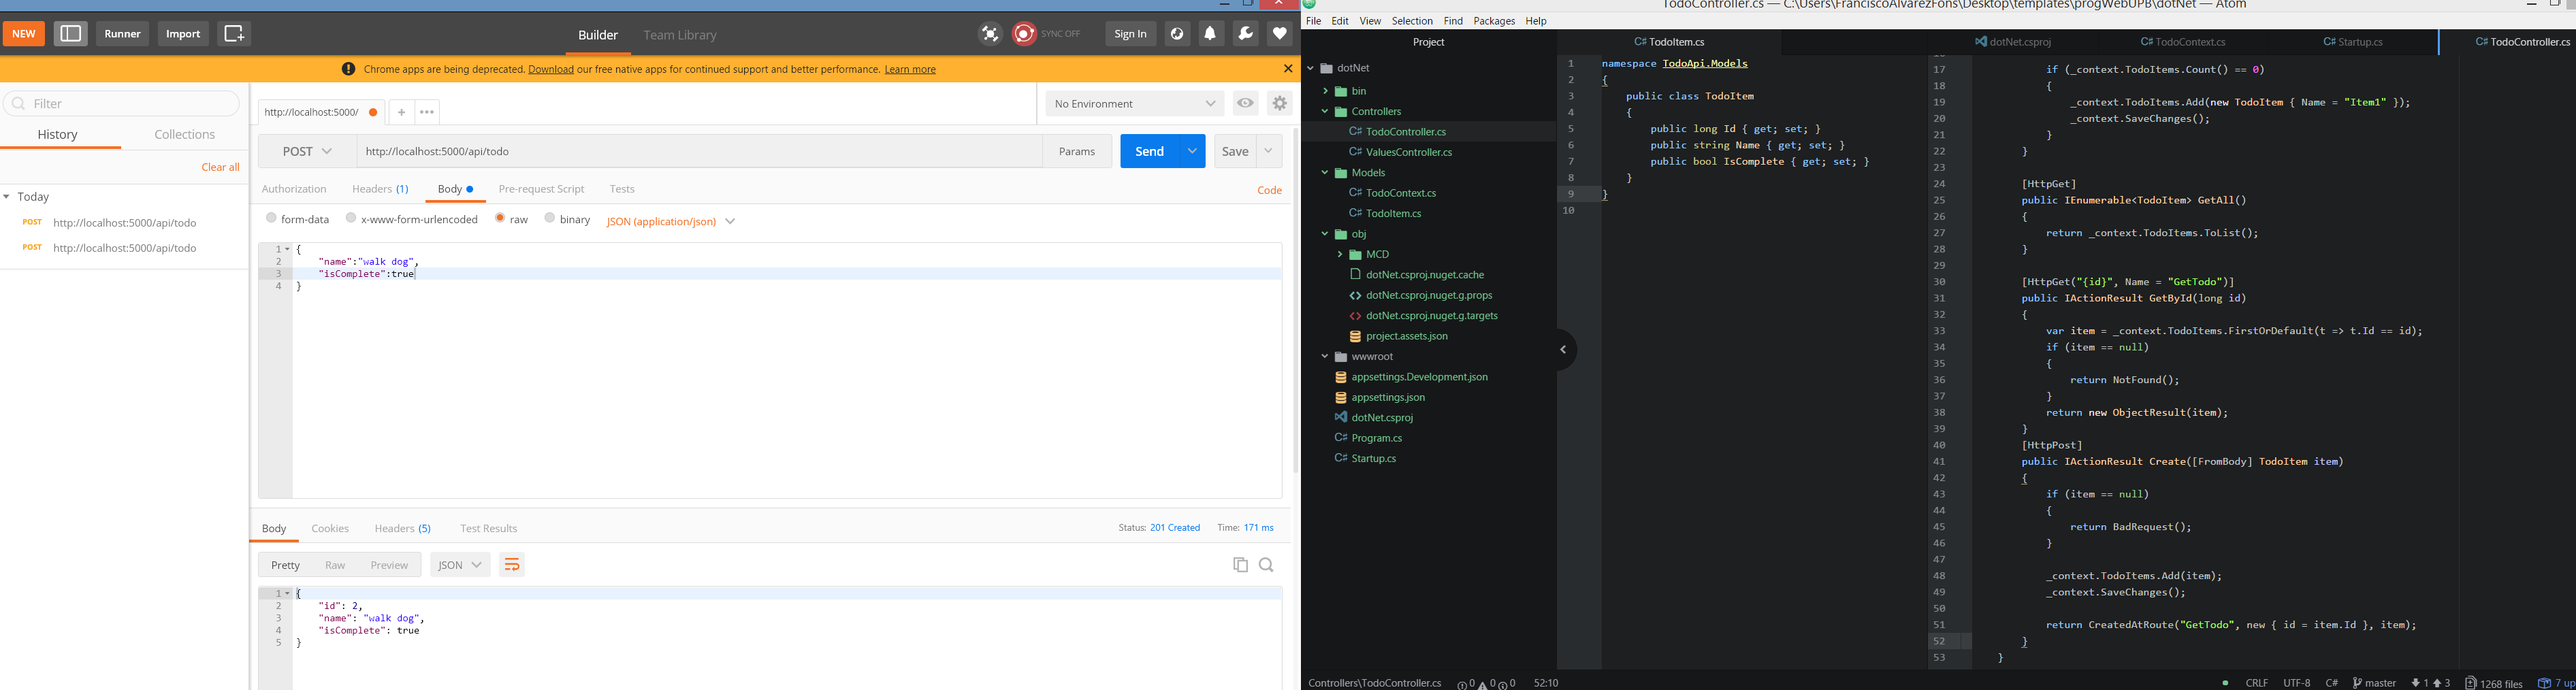 NEW Runner Import Builder Team Library SYNC OFF Sign In
Chrome apps are being deprecated. Download our free native apps for continued support and better performance. Learn more
Filter
History Collections
Clear all
Today
POST http://localhost:5000/api/todo
POST http://localhost:5000/api/todo
http://localhost:5000/ + ••• No Environment
POST http://localhost:5000/api/todo Params Send Save
Authorization Headers (1) Body Pre-request Script Tests Code
form-data x-www-form-urlencoded raw binary JSON (application/json)
1 {
2 "name":"walk dog",
3 "isComplete":true
4 }
Body Cookies Headers (5) Test Results Status: 201 Created Time: 171 ms
Pretty Raw Preview JSON
1 {
2 "id": 2,
3 "name": "walk dog",
4 "isComplete": true
5 }
TodoController.cs — C:\Users\FranciscoAlvarezFons\Desktop\templates\progWebUPB\dotNet — Atom
File Edit View Selection Find Packages Help
Project
dotNet
bin
Controllers
C# TodoController.cs
C# ValuesController.cs
Models
C# TodoContext.cs
C# TodoItem.cs
obj
MCD
dotNet.csproj.nuget.cache
dotNet.csproj.nuget.g.props
dotNet.csproj.nuget.g.targets
project.assets.json
wwwroot
appsettings.Development.json
appsettings.json
dotNet.csproj
C# Program.cs
C# Startup.cs
C# TodoItem.cs
1 namespace TodoApi.Models
2 {
3 public class TodoItem
4 {
5 public long Id { get; set; }
6 public string Name { get; set; }
7 public bool IsComplete { get; set; }
8 }
9 }
10
dotNet.csproj C# TodoContext.cs C# Startup.cs C# TodoController.cs
17 if (_context.TodoItems.Count() == 0)
18 {
19 _context.TodoItems.Add(new TodoItem { Name = "Item1" });
20 _context.SaveChanges();
21 }
22 }
23
24 [HttpGet]
25 public IEnumerable<TodoItem> GetAll()
26 {
27 return _context.TodoItems.ToList();
28 }
29
30 [HttpGet("{id}", Name = "GetTodo")]
31 public IActionResult GetById(long id)
32 {
33 var item = _context.TodoItems.FirstOrDefault(t => t.Id == id);
34 if (item == null)
35 {
36 return NotFound();
37 }
38 return new ObjectResult(item);
39 }
40 [HttpPost]
41 public IActionResult Create([FromBody] TodoItem item)
42 {
43 if (item == null)
44 {
45 return BadRequest();
46 }
47
48 _context.TodoItems.Add(item);
49 _context.SaveChanges();
50
51 return CreatedAtRoute("GetTodo", new { id = item.Id }, item);
52 }
53 }
Controllers\TodoController.cs 0 0 0 52:10 CRLF UTF-8 C# master 1 3 1268 files 7 up